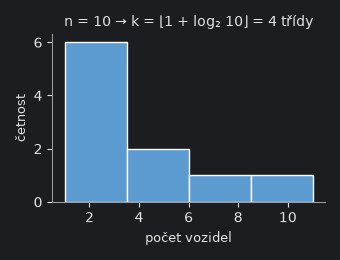 n = 10 → k = ⌊1 + log₂ 10⌋ = 4 třídy
6
4
2
0
četnost
2 4 6 8 10
počet vozidel